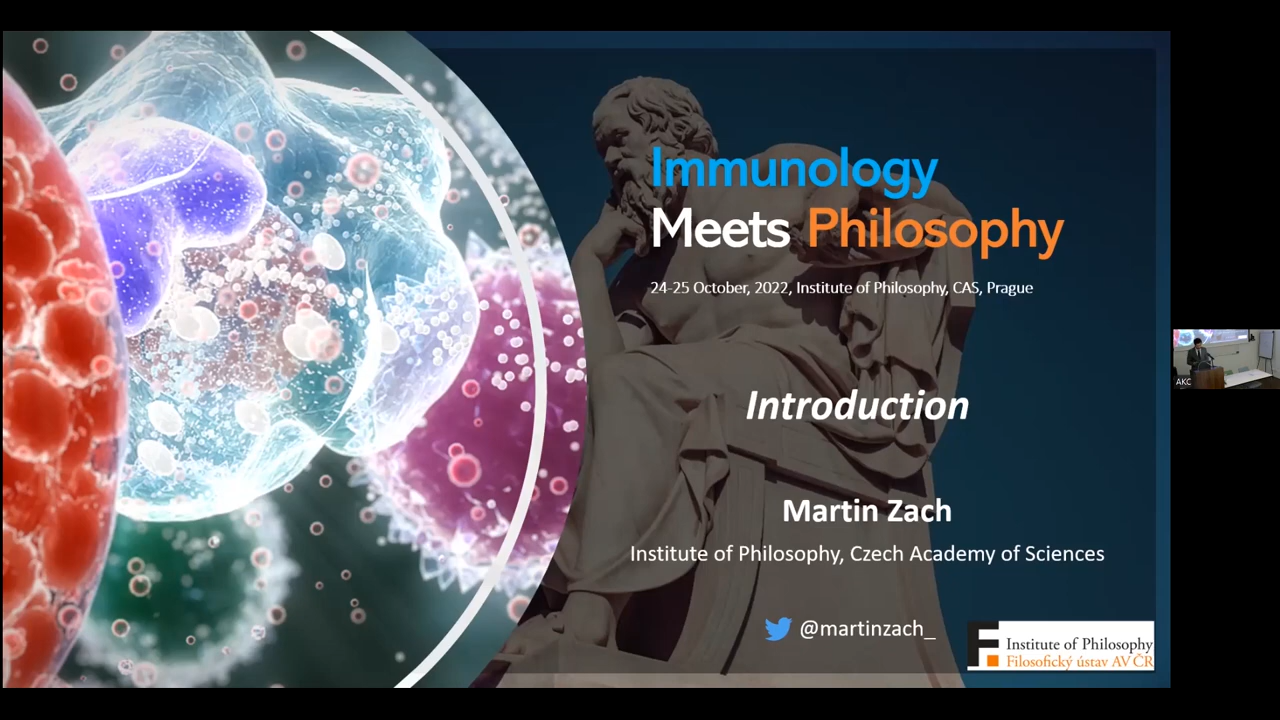 Immunology
Meets Philosophy
24-25 October, 2022, Institute of Philosophy, CAS, Prague
Introduction
Martin Zach
Institute of Philosophy, Czech Academy of Sciences
@martinzach_
Institute of Philosophy
Filosofický ústav AV ČR
AKC